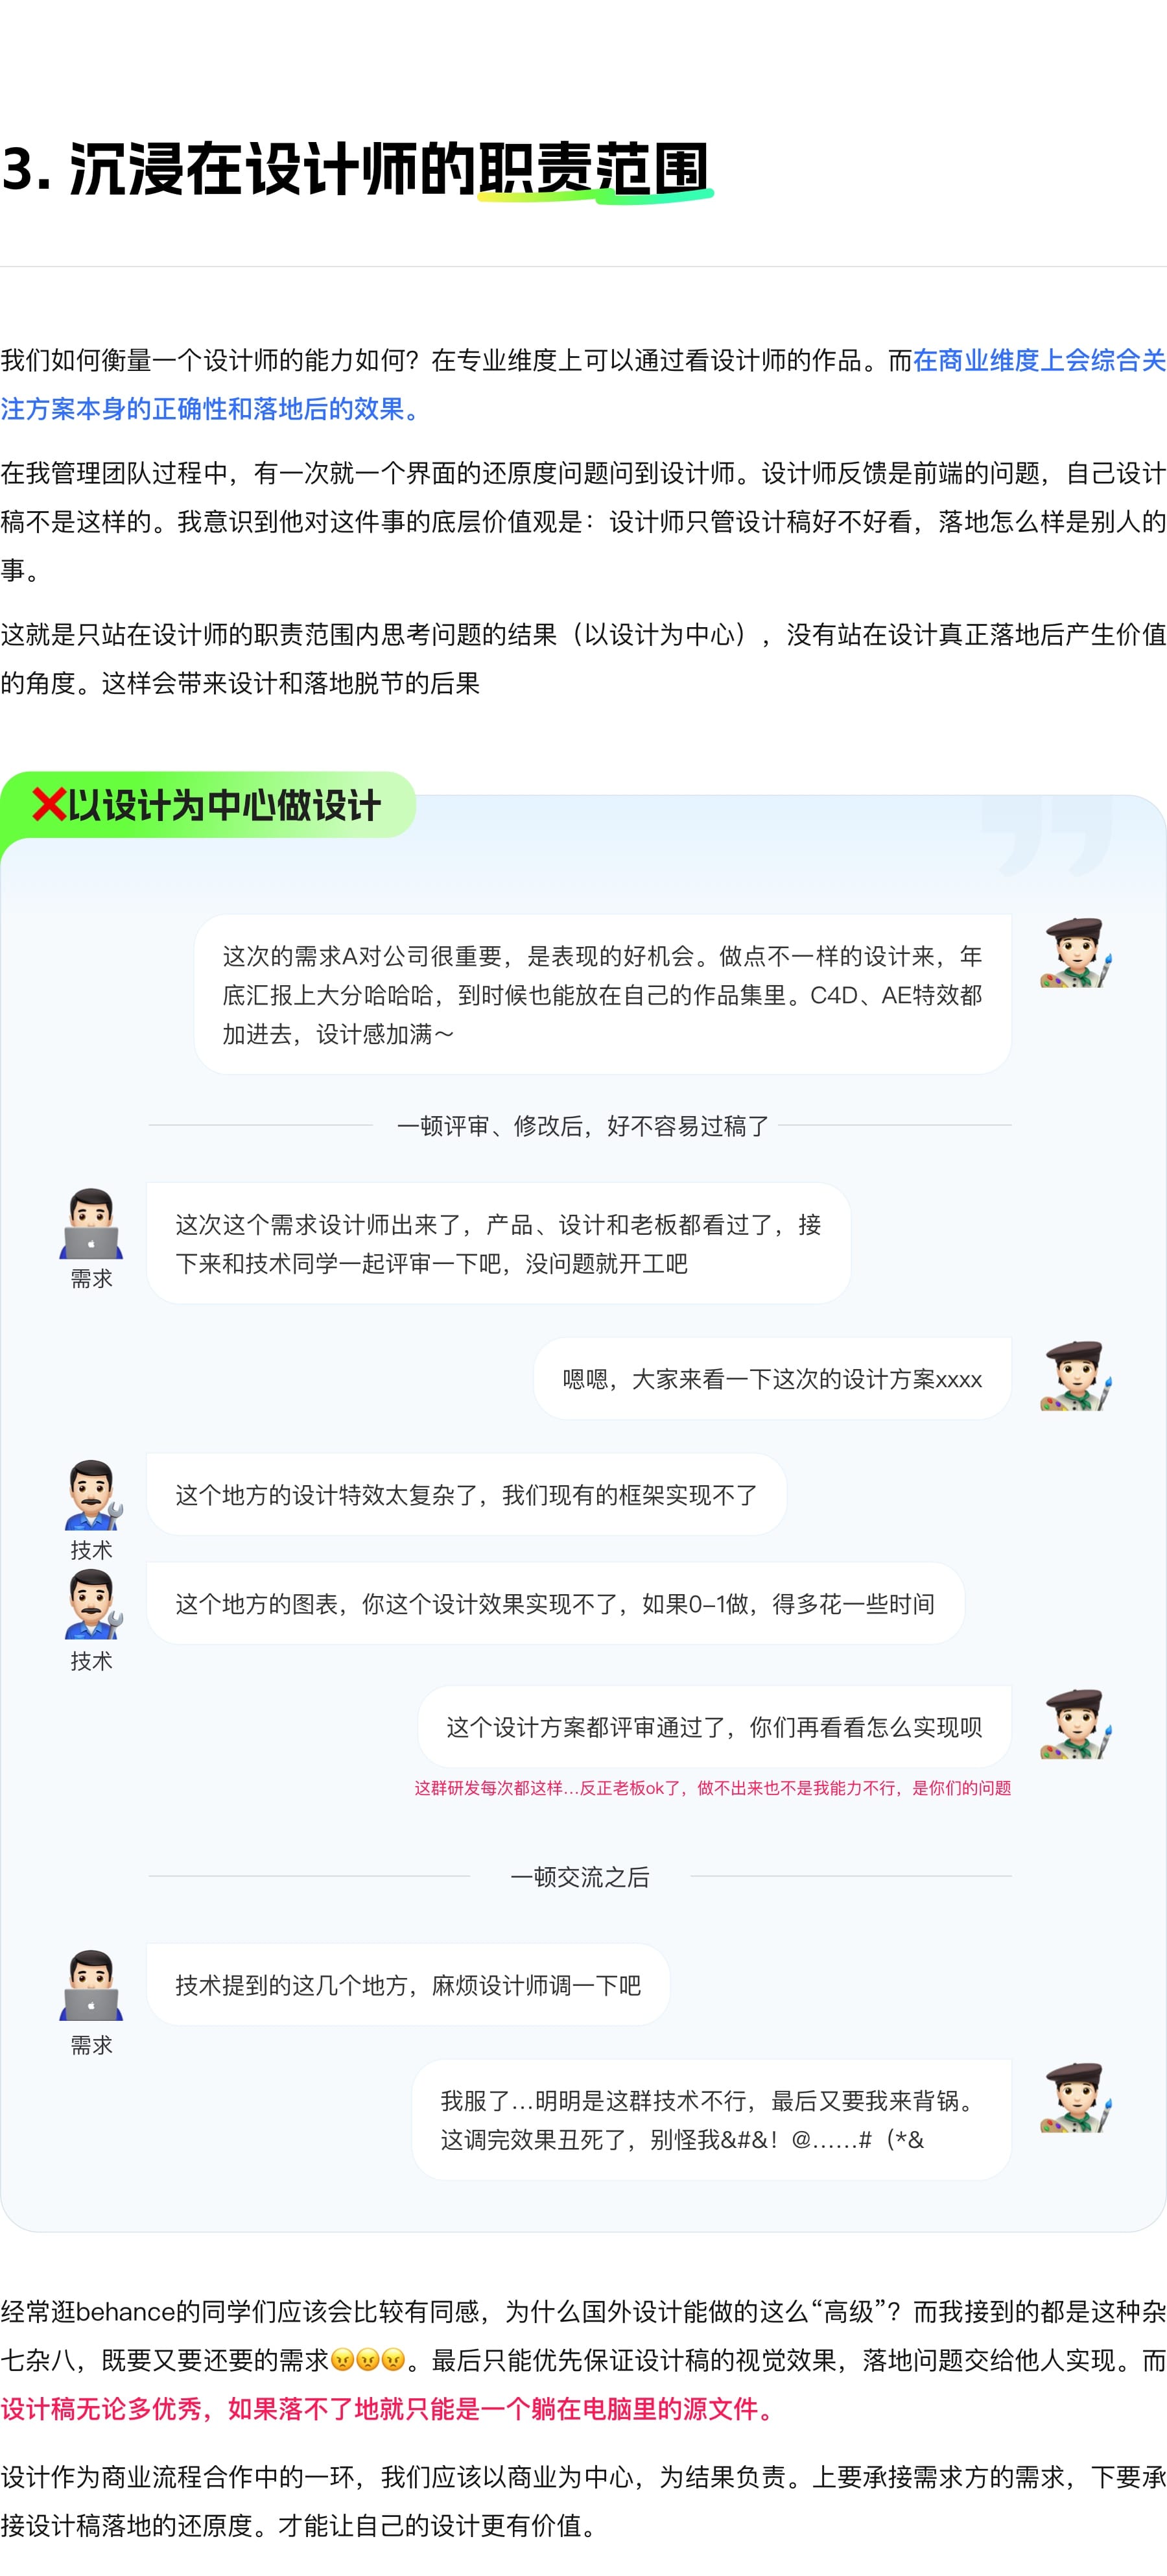 3. 沉浸在设计师的职责范围
我们如何衡量一个设计师的能力如何？在专业维度上可以通过看设计师的作品。而在商业维度上会综合关
注方案本身的正确性和落地后的效果。
在我管理团队过程中，有一次就一个界面的还原度问题问到设计师。设计师反馈是前端的问题，自己设计
稿不是这样的。我意识到他对这件事的底层价值观是：设计师只管设计稿好不好看，落地怎么样是别人的
事。
这就是只站在设计师的职责范围内思考问题的结果（以设计为中心），没有站在设计真正落地后产生价值
的角度。这样会带来设计和落地脱节的后果
❌以设计为中心做设计
这次的需求A对公司很重要，是表现的好机会。做点不一样的设计来，年
底汇报上大分哈哈哈，到时候也能放在自己的作品集里。C4D、AE特效都
加进去，设计感加满～
一顿评审、修改后，好不容易过稿了
这次这个需求设计师出来了，产品、设计和老板都看过了，接
下来和技术同学一起评审一下吧，没问题就开工吧
需求
嗯嗯，大家来看一下这次的设计方案xxxx
这个地方的设计特效太复杂了，我们现有的框架实现不了
技术
这个地方的图表，你这个设计效果实现不了，如果0-1做，得多花一些时间
技术
这个设计方案都评审通过了，你们再看看怎么实现呗
这群研发每次都这样...反正老板ok了，做不出来也不是我能力不行，是你们的问题
一顿交流之后
技术提到的这几个地方，麻烦设计师调一下吧
需求
我服了...明明是这群技术不行，最后又要我来背锅。
这调完效果丑死了，别怪我&#&！@......#（*&
经常逛behance的同学们应该会比较有同感，为什么国外设计能做的这么“高级”？而我接到的都是这种杂
七杂八，既要又要还要的需求😡😡😡。最后只能优先保证设计稿的视觉效果，落地问题交给他人实现。而
设计稿无论多优秀，如果落不了地就只能是一个躺在电脑里的源文件。
设计作为商业流程合作中的一环，我们应该以商业为中心，为结果负责。上要承接需求方的需求，下要承
接设计稿落地的还原度。才能让自己的设计更有价值。